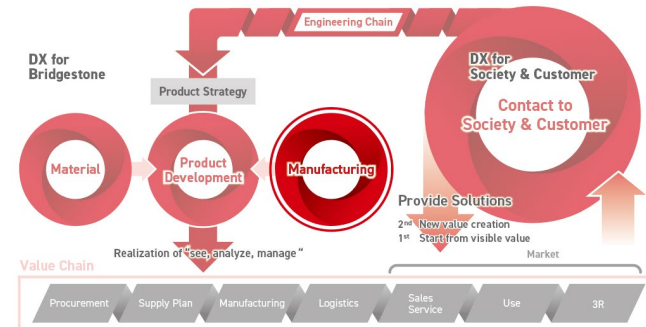 Engineering Chain
DX for
Bridgestone
DX for
Society & Customer
Product Strategy
Contact to
Society & Customer
Material
Product
Development
Manufacturing
Provide Solutions
2nd New value creation
1st Start from visible value
Realization of "see, analyze, manage"
Market
Value Chain
Procurement
Supply Plan
Manufacturing
Logistics
Sales
Service
Use
3R